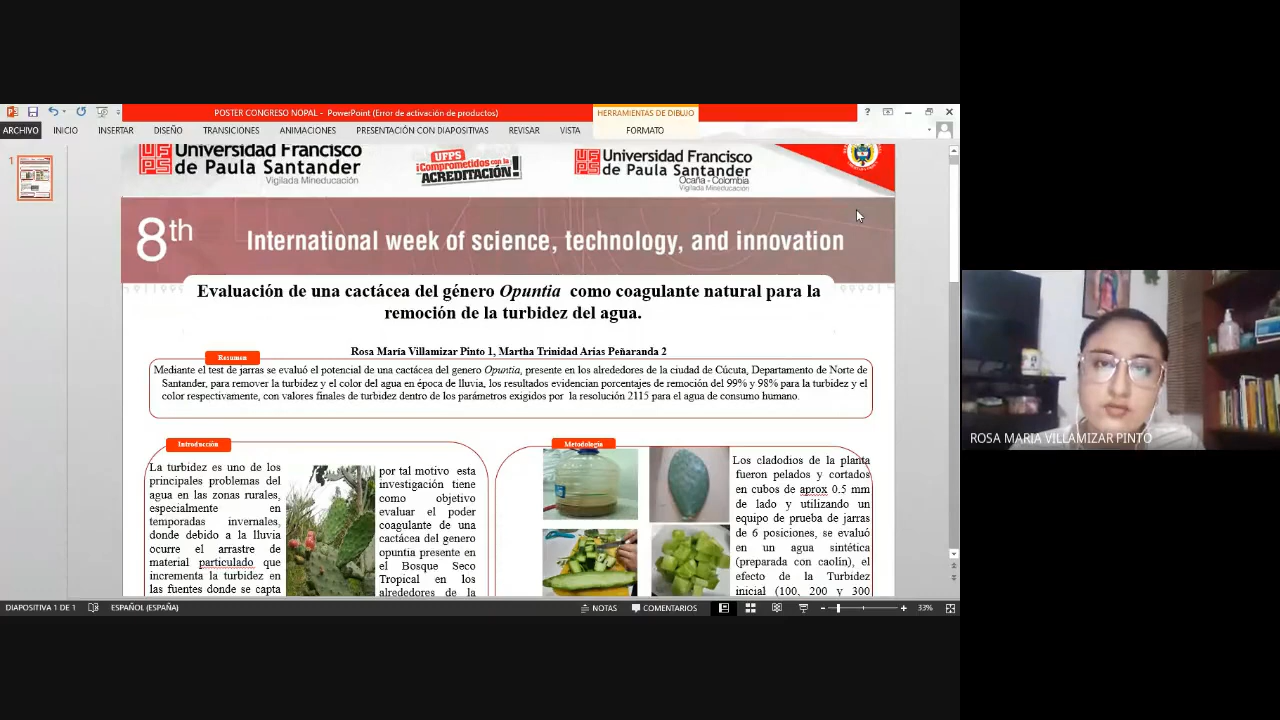 POSTER CONGRESO NOPAL - PowerPoint (Error de activación de productos)
HERRAMIENTAS DE DIBUJO
ARCHIVO INICIO INSERTAR DISEÑO TRANSICIONES ANIMACIONES PRESENTACIÓN CON DIAPOSITIVAS REVISAR VISTA FORMATO
1
Universidad Francisco
de Paula Santander
Vigilada Mineducación
UFPS
¡Comprometidos con la
ACREDITACIÓN!
Universidad Francisco
de Paula Santander
Ocaña - Colombia
Vigilada Mineducación
8th
International week of science, technology, and innovation
Evaluación de una cactácea del género Opuntia como coagulante natural para la
remoción de la turbidez del agua.
Rosa María Villamizar Pinto 1, Martha Trinidad Arias Peñaranda 2
Resumen
Mediante el test de jarras se evaluó el potencial de una cactácea del genero Opuntia, presente en los alrededores de la ciudad de Cúcuta, Departamento de Norte de
Santander, para remover la turbidez y el color del agua en época de lluvia, los resultados evidencian porcentajes de remoción del 99% y 98% para la turbidez y el
color respectivamente, con valores finales de turbidez dentro de los parámetros exigidos por la resolución 2115 para el agua de consumo humano.
Introducción
La turbidez es uno de los
principales problemas del
agua en las zonas rurales,
especialmente en
temporadas invernales,
donde debido a la lluvia
ocurre el arrastre de
material particulado que
incrementa la turbidez en
las fuentes donde se capta
por tal motivo esta
investigación tiene
como objetivo
evaluar el poder
coagulante de una
cactácea del genero
opuntia presente en
el Bosque Seco
Tropical en los
alrededores de la
Metodología
Los cladodios de la planta
fueron pelados y cortados
en cubos de aprox 0.5 mm
de lado y utilizando un
equipo de prueba de jarras
de 6 posiciones, se evaluó
en un agua sintética
(preparada con caolín), el
efecto de la Turbidez
inicial (100, 200 y 300
ROSA MARIA VILLAMIZAR PINTO
DIAPOSITIVA 1 DE 1 ESPAÑOL (ESPAÑA) NOTAS COMENTARIOS 33%